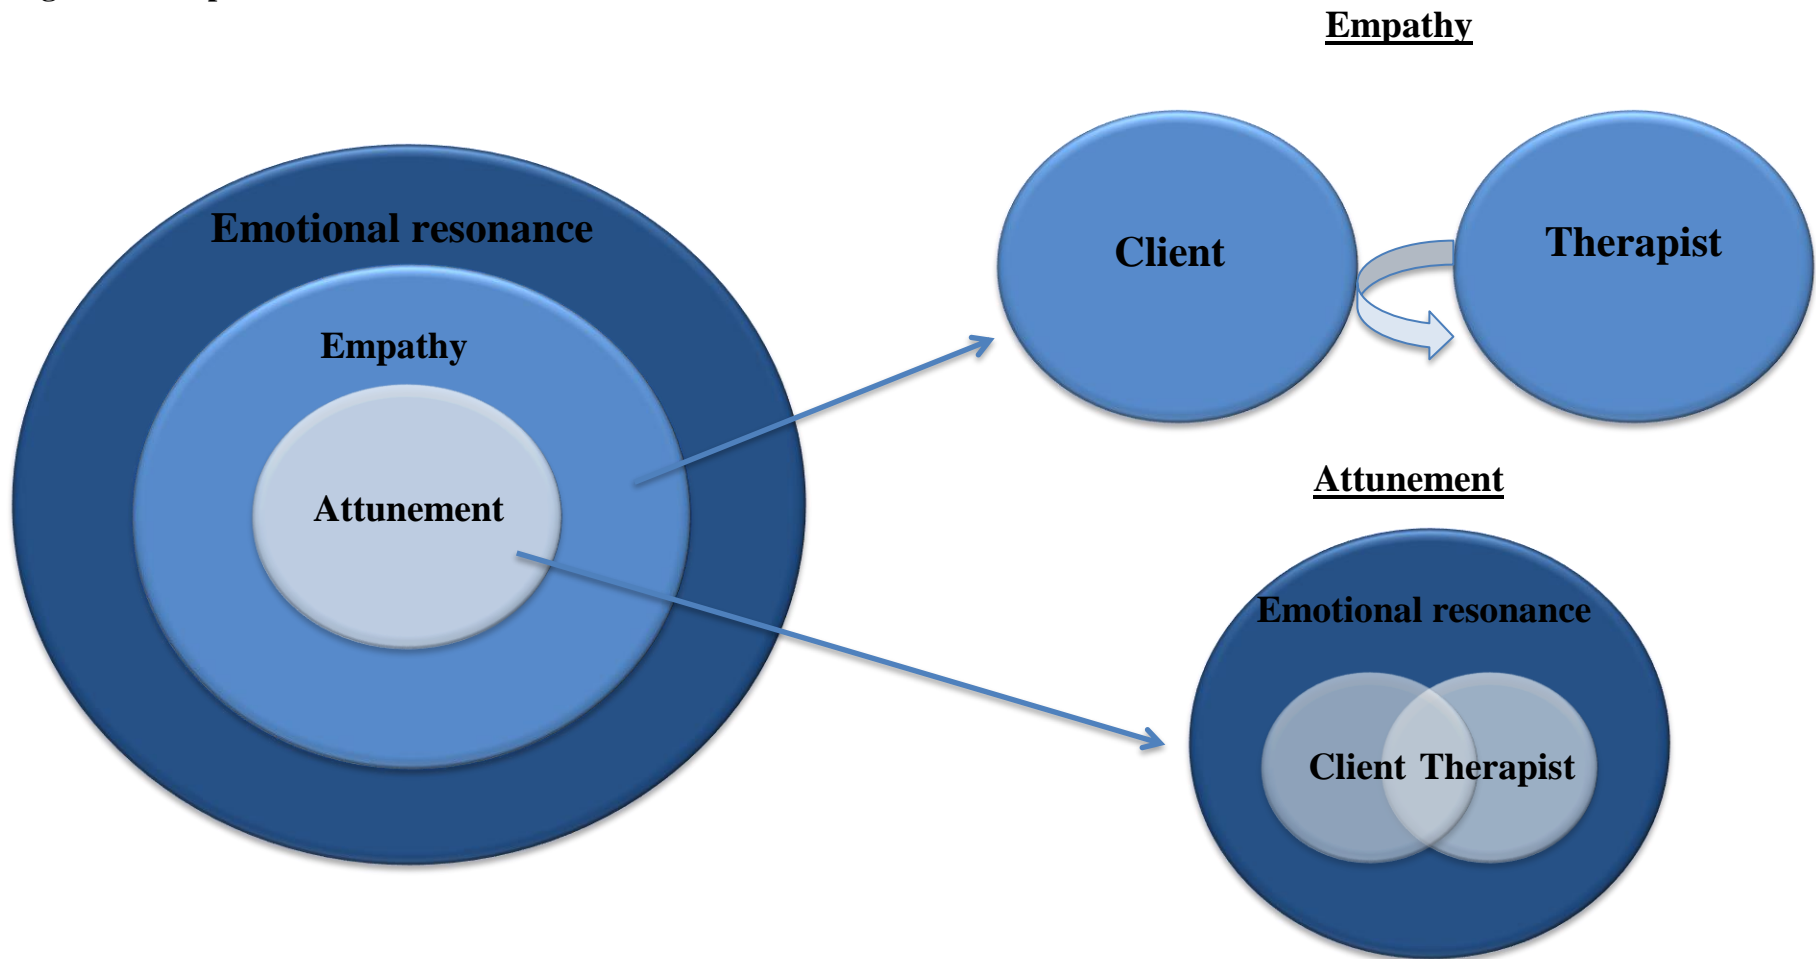 Empathy
Emotional resonance
Empathy
Attunement
Client
Therapist
Attunement
Emotional resonance
Client Therapist